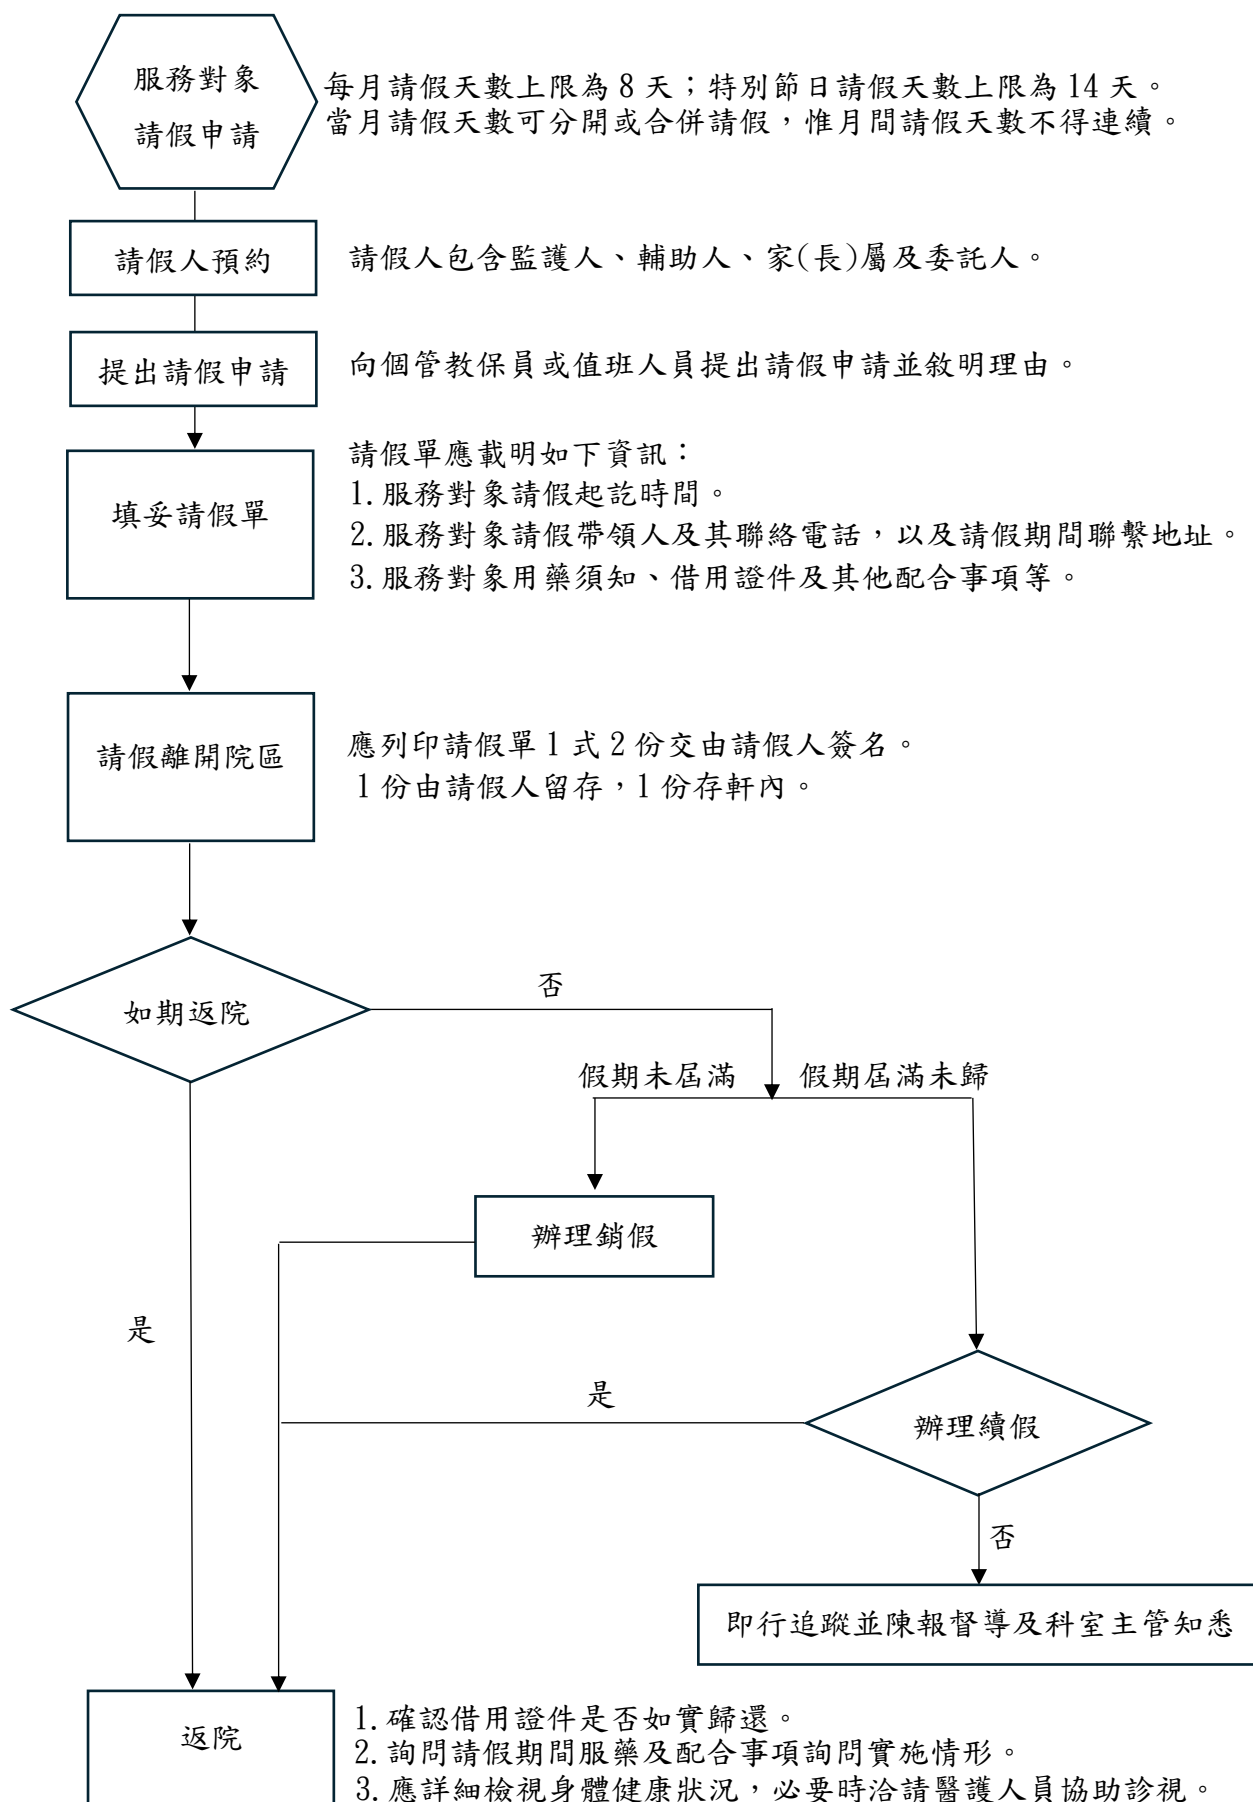 服務對象
請假申請
每月請假天數上限為8天；特別節日請假天數上限為14天。
當月請假天數可分開或合併請假，惟月間請假天數不得連續。
請假人預約
請假人包含監護人、輔助人、家(長)屬及委託人。
提出請假申請
向個管教保員或值班人員提出請假申請並敘明理由。
填妥請假單
請假單應載明如下資訊：
1.服務對象請假起訖時間。
2.服務對象請假帶領人及其聯絡電話，以及請假期間聯繫地址。
3.服務對象用藥須知、借用證件及其他配合事項等。
請假離開院區
應列印請假單1式2份交由請假人簽名。
1份由請假人留存，1份存軒內。
如期返院
否
假期未屆滿
假期屆滿未歸
辦理銷假
是
是
辦理續假
否
即行追蹤並陳報督導及科室主管知悉
返院
1.確認借用證件是否如實歸還。
2.詢問請假期間服藥及配合事項詢問實施情形。
3.應詳細檢視身體健康狀況，必要時洽請醫護人員協助診視。